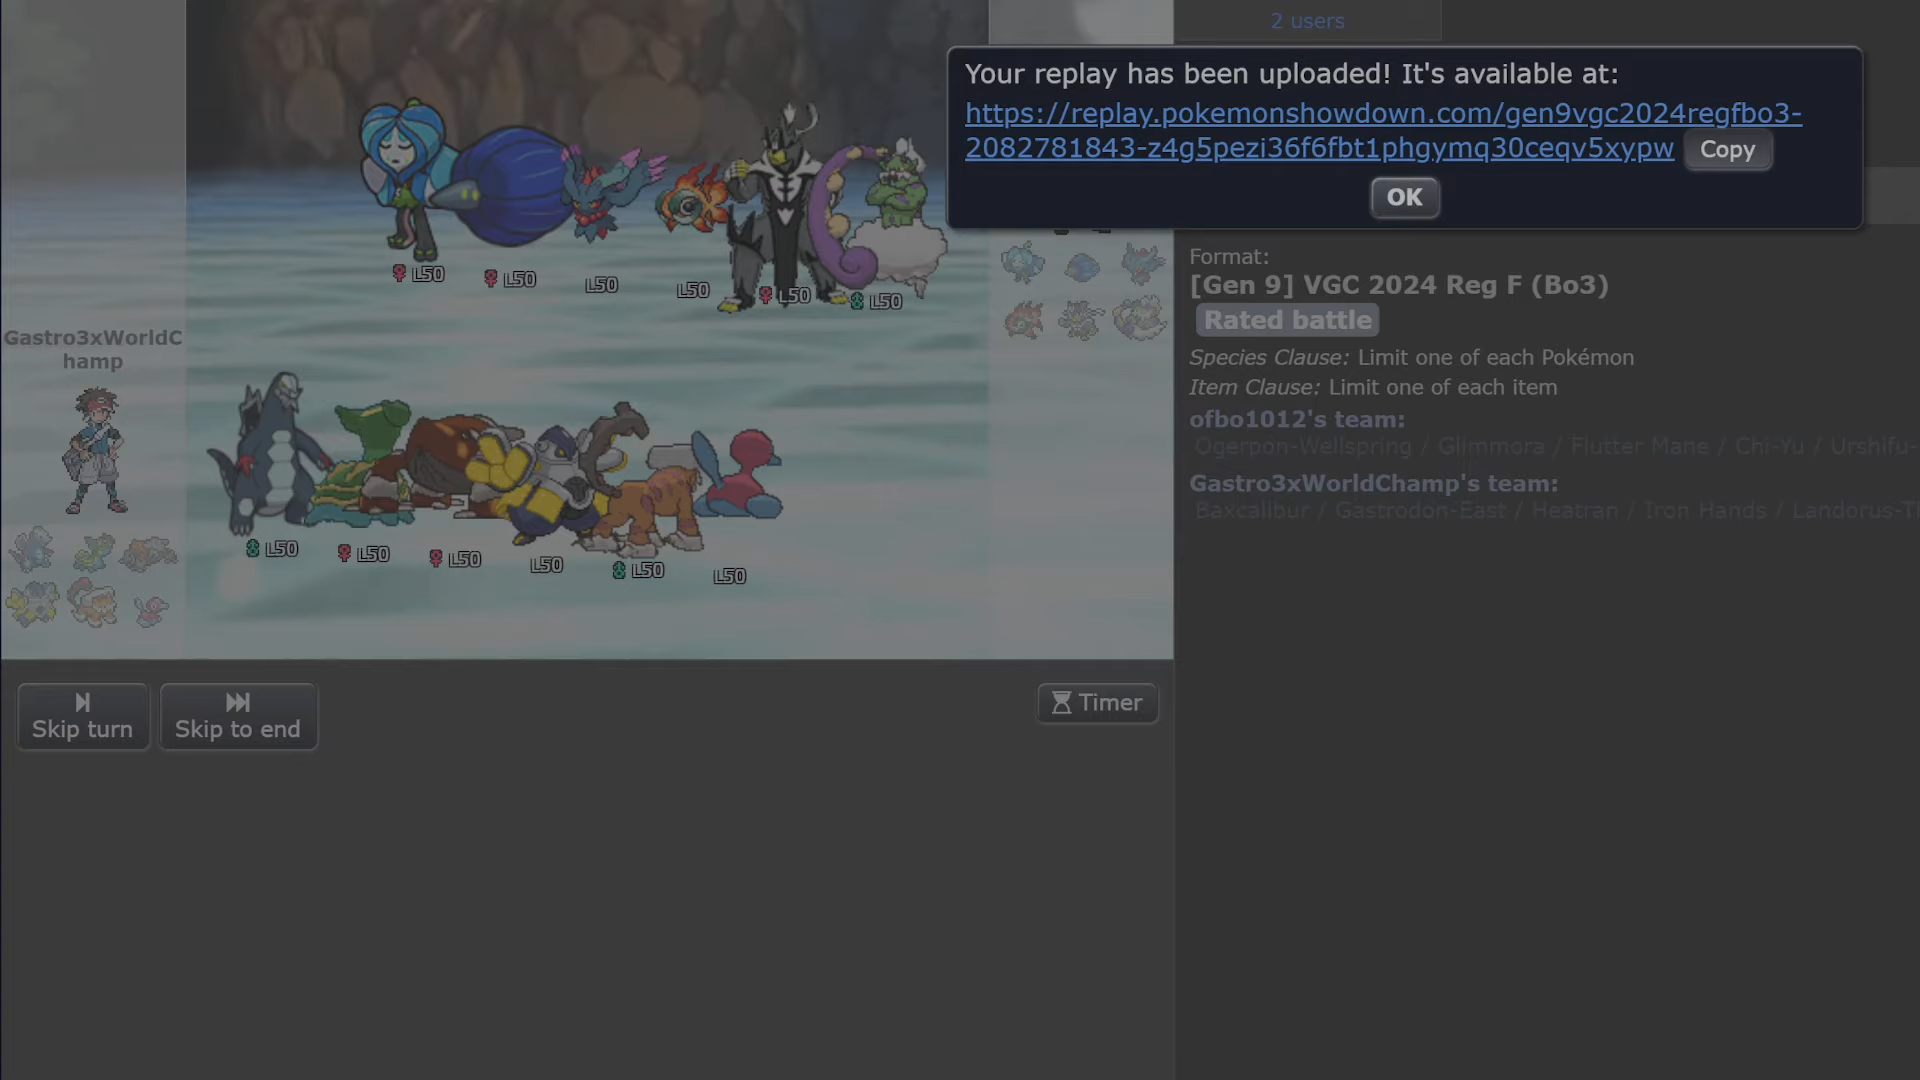 2 users
Your replay has been uploaded! It's available at:
https://replay.pokemonshowdown.com/gen9vgc2024regfbo3-
2082781843-z4g5pezi36f6fbt1phgymq30ceqv5xypw Copy
OK
Format:
[Gen 9] VGC 2024 Reg F (Bo3)
Rated battle
Species Clause: Limit one of each Pokémon
Item Clause: Limit one of each item
ofbo1012's team:
Ogerpon-Wellspring / Glimmora / Flutter Mane / Chi-Yu / Urshifu-
Gastro3xWorldChamp's team:
Baxcalibur / Gastrodon-East / Heatran / Iron Hands / Landorus-T
Gastro3xWorldC
hamp
L50 L50 L50 L50 L50 L50
L50 L50 L50 L50 L50 L50
Skip turn
Skip to end
Timer